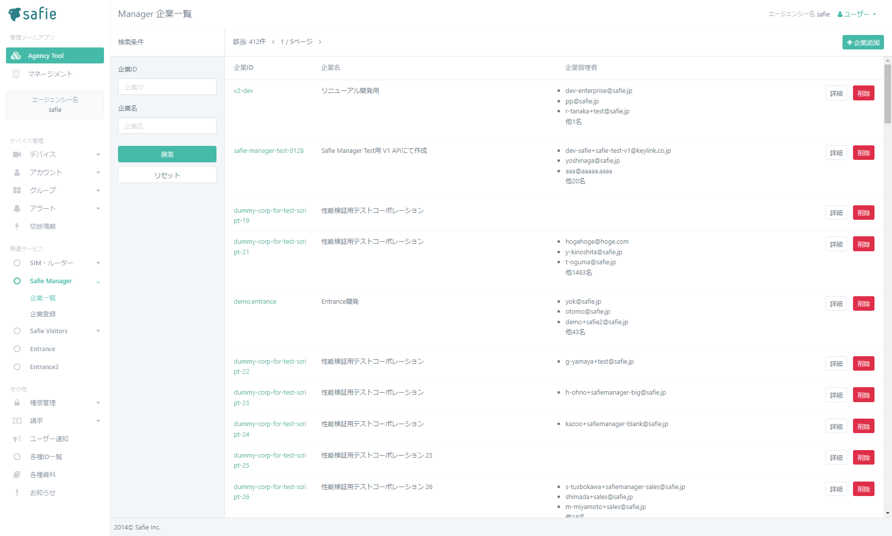 safie
管理ツールアプリ
Agency Tool
マネージメント
エージェンシー名
safie
デバイス管理
デバイス
アカウント
グループ
アラート
切断情報
関連サービス
SIM・ルーター
Safie Manager
企業一覧
企業登録
Safie Visitors
Entrance
Entrance2
その他
権限管理
請求
ユーザー通知
各種ID一覧
各種資料
お知らせ
Manager 企業一覧
エージェンシー名 safie
ユーザー
検索条件
企業ID
企業ID
企業名
企業名
検索
リセット
該当: 412件 < 1 / 5ページ >
+ 企業追加
企業ID 企業名 企業管理者
v2-dev リニューアル開発用
dev-enterprise@safie.jp
pp@safie.jp
r-tanaka+test@safie.jp
他1名
詳細 削除
safie-manager-test-0128 Safie Manager Test用 V1 APIにて作成
dev-safie+safie-test-v1@keylink.co.jp
yoshinaga@safie.jp
aaa@aaaaa.aaaa
他20名
詳細 削除
dummy-corp-for-test-scri
pt-19
性能検証用テストコーポレーション
詳細 削除
dummy-corp-for-test-scri
pt-21
性能検証用テストコーポレーション
hogehoge@hoge.com
y-kinoshita@safie.jp
t-oguma@safie.jp
他1483名
詳細 削除
demo.entrance Entrance開発
yok@safie.jp
otomo@safie.jp
demo+safie2@safie.jp
他43名
詳細 削除
dummy-corp-for-test-scri
pt-22
性能検証用テストコーポレーション
g-yamaya+test@safie.jp
詳細 削除
dummy-corp-for-test-scri
pt-23
性能検証用テストコーポレーション
h-ohno+safiemanager-big@safie.jp
詳細 削除
dummy-corp-for-test-scri
pt-24
性能検証用テストコーポレーション
kazoo+safiemanager-blank@safie.jp
詳細 削除
dummy-corp-for-test-scri
pt-25
性能検証用テストコーポレーション 25
詳細 削除
dummy-corp-for-test-scri
pt-26
性能検証用テストコーポレーション 26
s-tusbokawa+safiemanager-sales@safie.jp
shimada+sales@safie.jp
m-miyamoto+sales@safie.jp
詳細 削除
2014© Safie Inc.